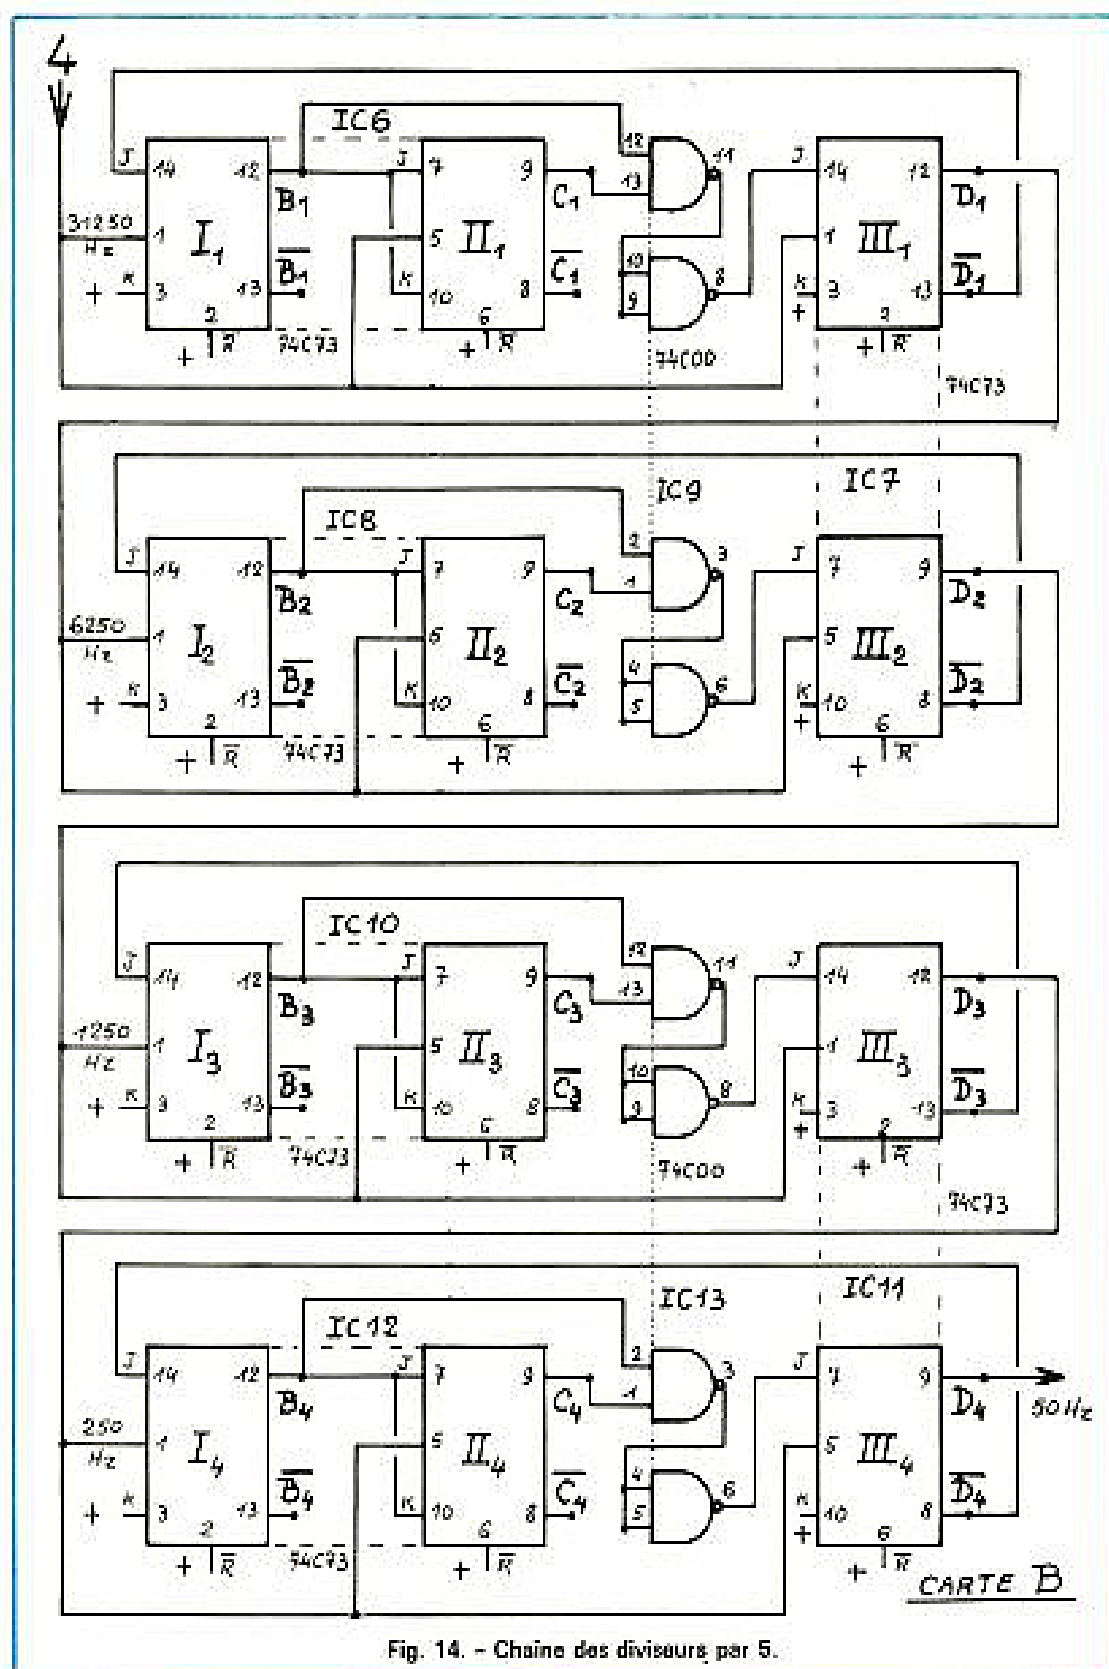 4
IC6
J 14 12 B1
31250 Hz 1 I1
+ K 3 13 B̅1̅
2
+ R̅ 74C73
J 7 9 C1
5 II1
K 10 8 C̅1̅
6
+ R̅
12 11
13
10 8
9
74C00
J 14 12 D1
1 III1
K + 3 13 D̅1̅
2
+ R̅
74C73
IC8
IC9
IC7
J 14 12 B2
6250 Hz 1 I2
+ K 3 13 B̅2̅
2
+ R̅ 74C73
J 7 9 C2
5 II2
K 10 8 C̅2̅
6
+ R̅
2 3
1
4 6
5
J 7 9 D2
5 III2
K + 10 8 D̅2̅
6
+ R̅
IC10
J 14 12 B3
1250 Hz 1 I3
+ K 3 13 B̅3̅
2
+ R̅ 74C73
J 7 9 C3
5 II3
K 10 8 C̅3̅
6
+ R̅
12 11
13
10 8
9
74C00
J 14 12 D3
1 III3
K + 3 13 D̅3̅
2
+ R̅
74C73
IC12
IC13
IC11
J 14 12 B4
250 Hz 1 I4
+ K 3 13 B̅4̅
2
+ R̅ 74C73
J 7 9 C4
5 II4
K 10 8 C̅4̅
6
+ R̅
2 3
1
4 6
5
J 7 9 D4
50 Hz
5 III4
K + 10 8 D̅4̅
6
+ R̅
CARTE B
Fig. 14. - Chaîne des diviseurs par 5.